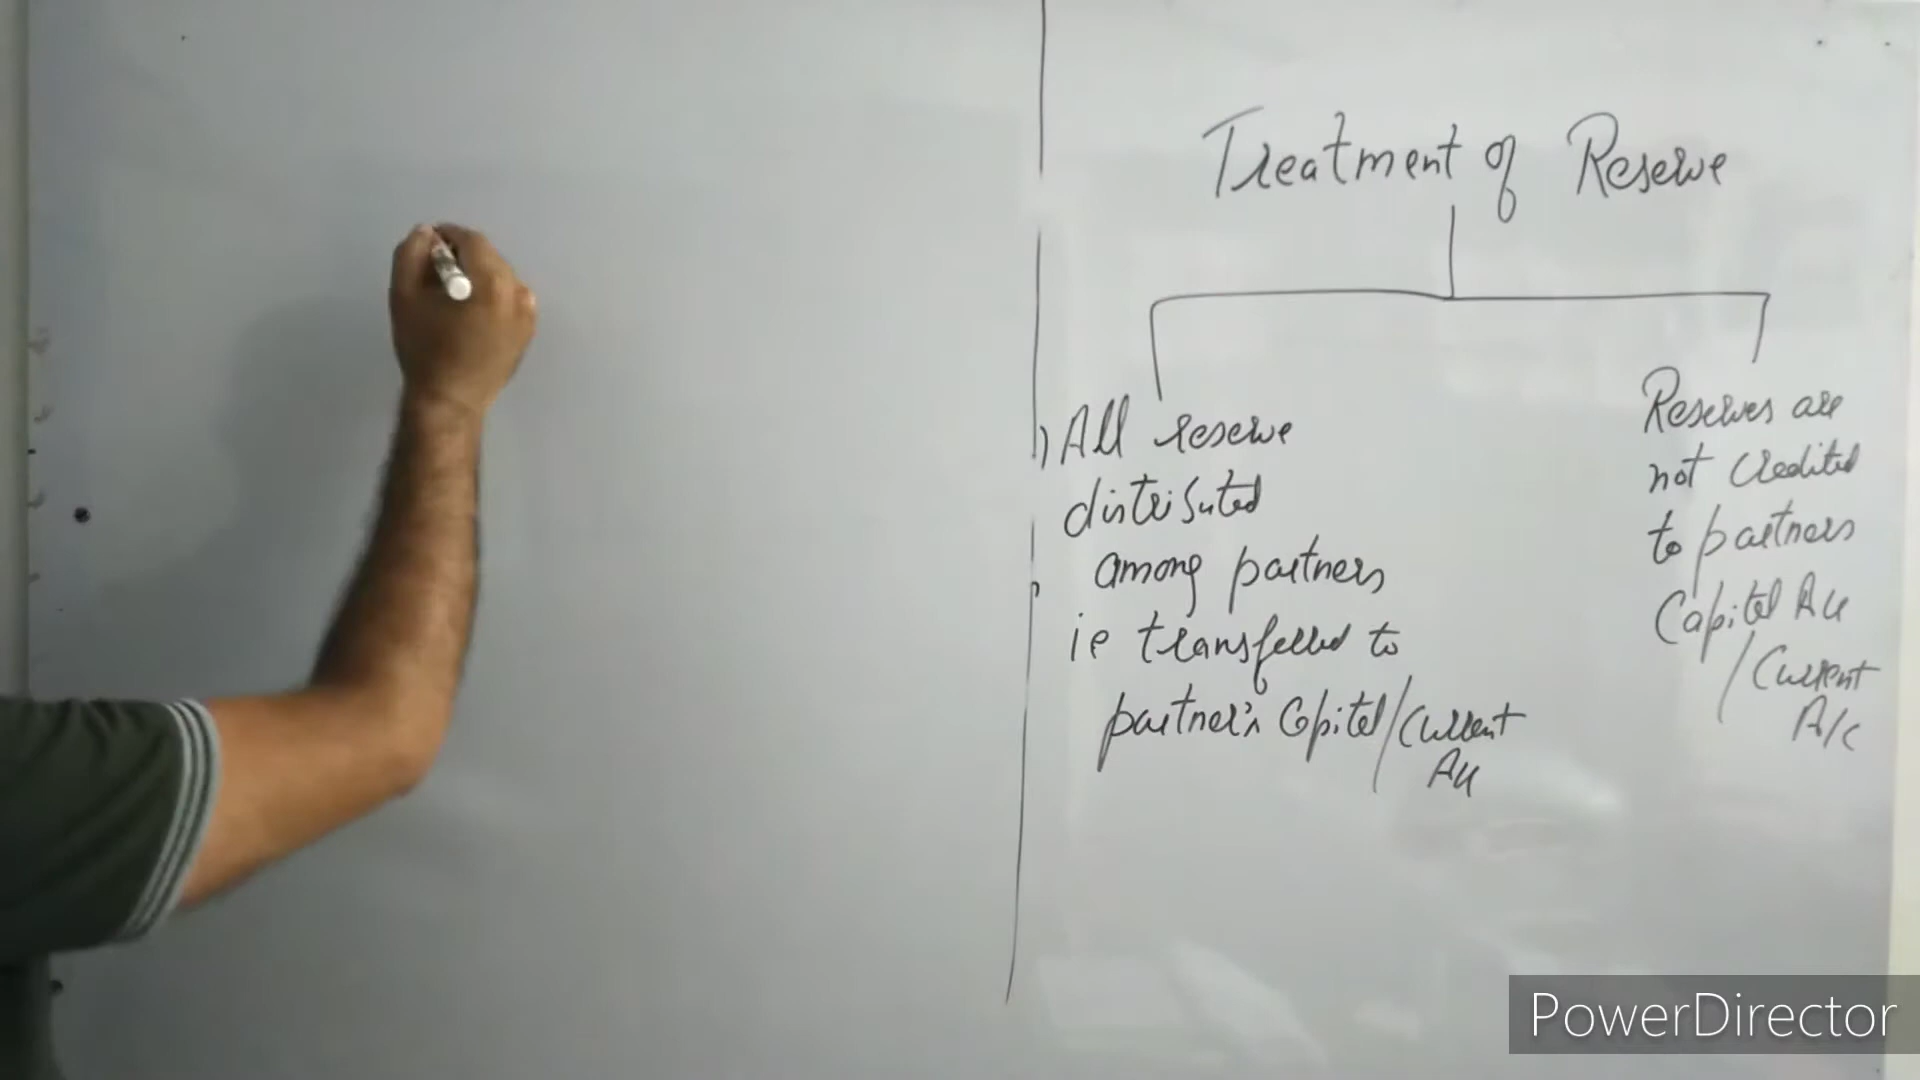 Treatment of Reserve
1) All reserve
distributed
among partners
ie transferred to
partner's Capital/Current
A/c
Reserves are
not credited
to partners
Capital A/c
/Current
A/c
PowerDirector